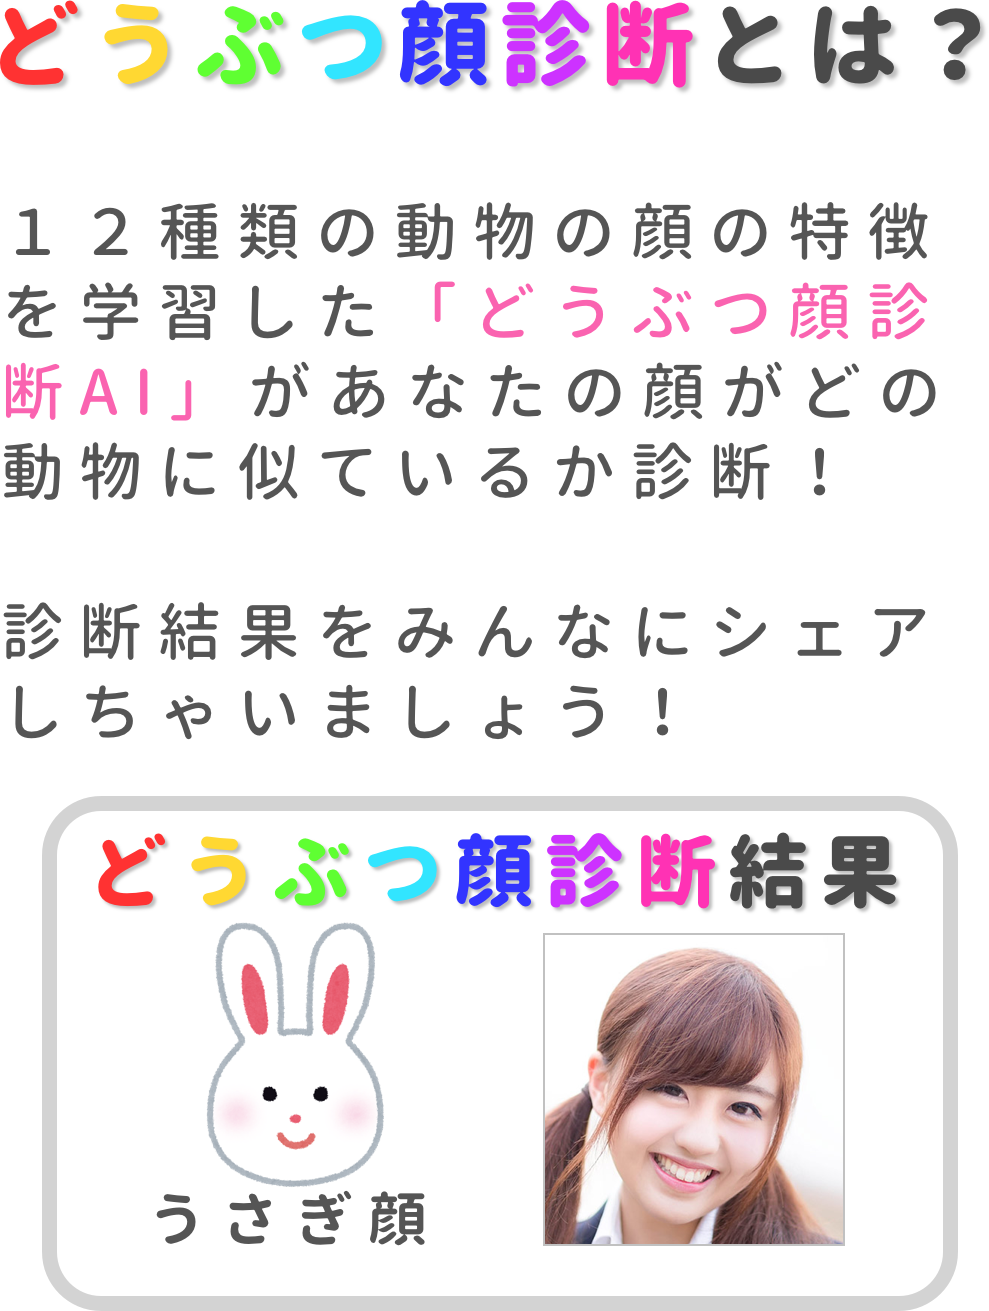 どうぶつ顔診断とは？
１２種類の動物の顔の特徴
を学習した「どうぶつ顔診
断AI」があなたの顔がどの
動物に似ているか診断！
診断結果をみんなにシェア
しちゃいましょう！
どうぶつ顔診断結果
うさぎ顔